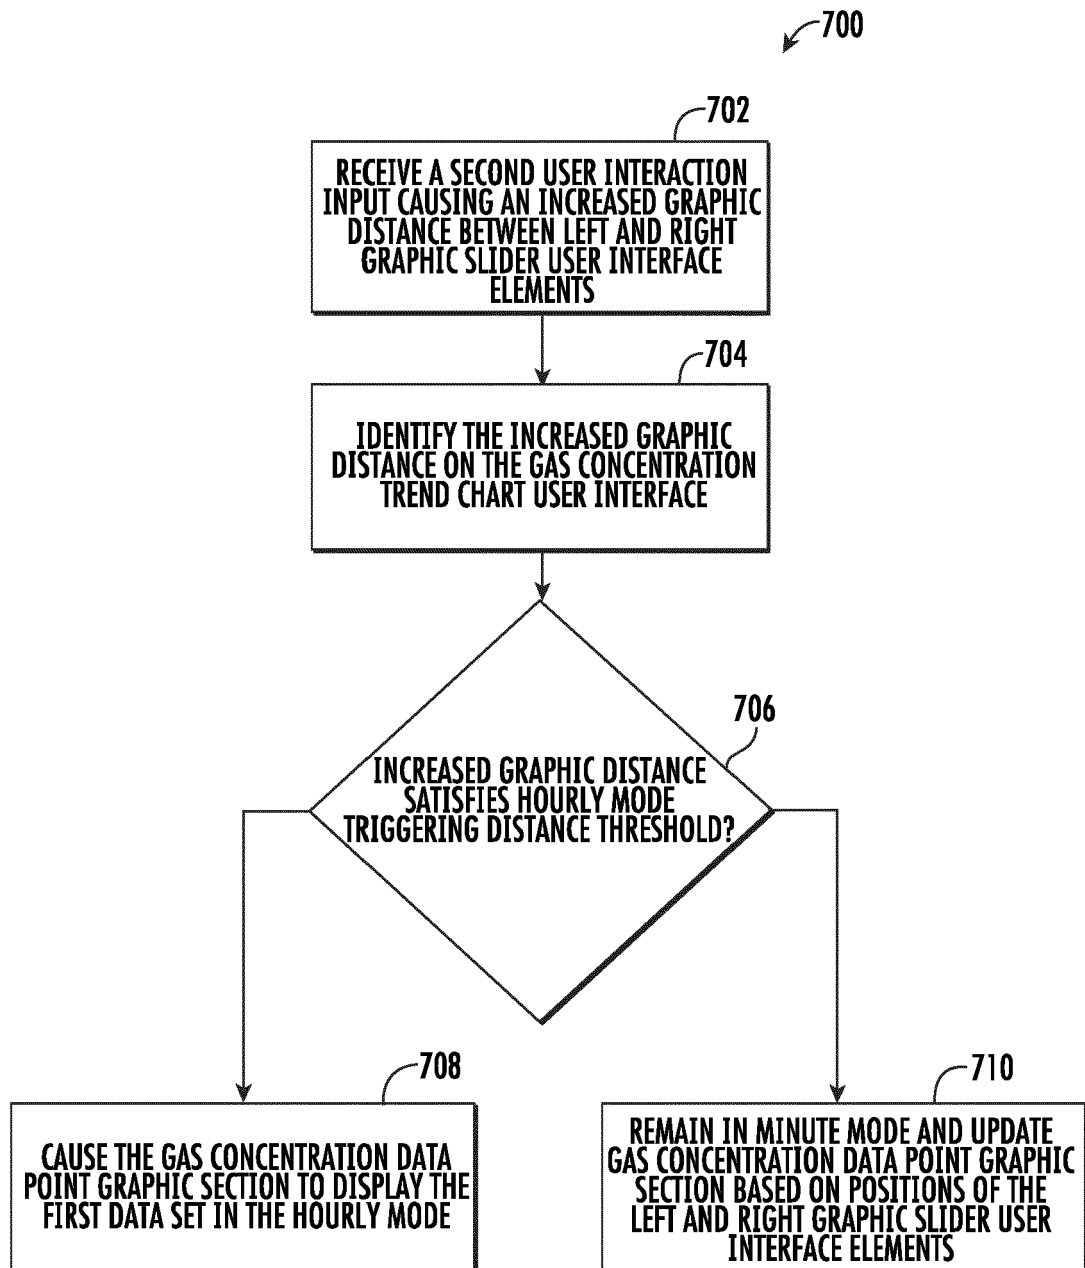 700
702
RECEIVE A SECOND USER INTERACTION
INPUT CAUSING AN INCREASED GRAPHIC
DISTANCE BETWEEN LEFT AND RIGHT
GRAPHIC SLIDER USER INTERFACE
ELEMENTS
704
IDENTIFY THE INCREASED GRAPHIC
DISTANCE ON THE GAS CONCENTRATION
TREND CHART USER INTERFACE
706
INCREASED GRAPHIC DISTANCE
SATISFIES HOURLY MODE
TRIGGERING DISTANCE THRESHOLD?
708
CAUSE THE GAS CONCENTRATION DATA
POINT GRAPHIC SECTION TO DISPLAY THE
FIRST DATA SET IN THE HOURLY MODE
710
REMAIN IN MINUTE MODE AND UPDATE
GAS CONCENTRATION DATA POINT GRAPHIC
SECTION BASED ON POSITIONS OF THE
LEFT AND RIGHT GRAPHIC SLIDER USER
INTERFACE ELEMENTS